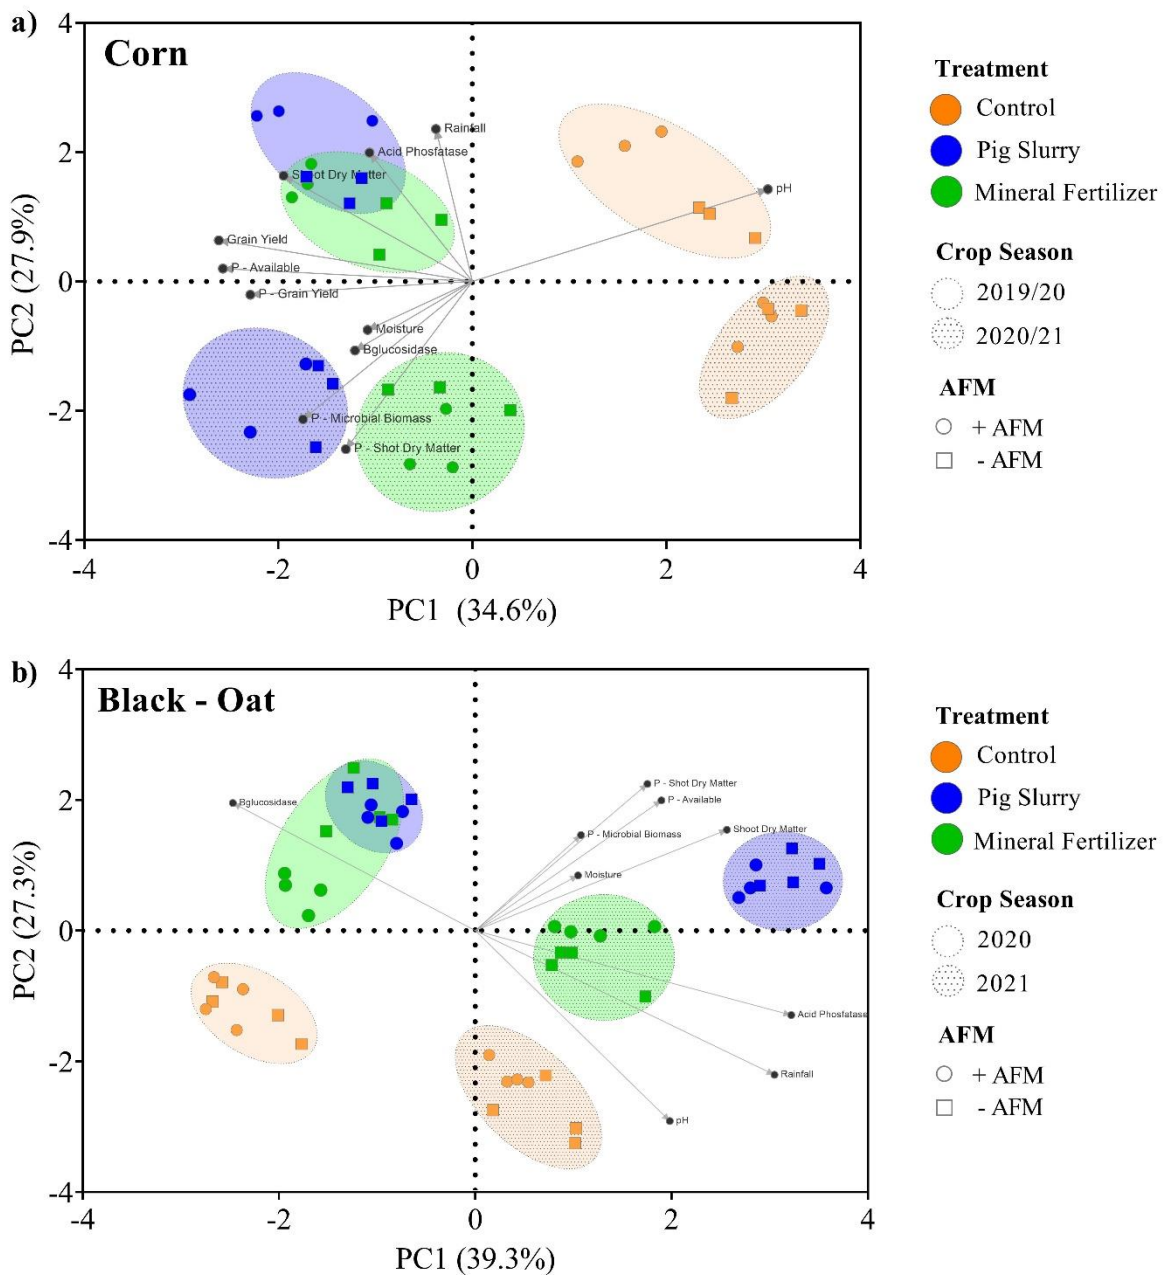 a)
Corn
4
2
0
-2
-4
PC2 (27.9%)
Rainfall
Acid Phosfatase
Shoot Dry Matter
pH
Grain Yield
P - Available
P - Grain Yield
Moisture
Bglucosidase
P - Microbial Biomass
P - Shot Dry Matter
-4 -2 0 2 4
PC1 (34.6%)
Treatment
Control
Pig Slurry
Mineral Fertilizer
Crop Season
2019/20
2020/21
AFM
+ AFM
- AFM
b)
Black - Oat
4
2
0
-2
-4
PC2 (27.3%)
Bglucosidase
P - Shot Dry Matter
P - Available
P - Microbial Biomass
Shoot Dry Matter
Moisture
Acid Phosfatase
Rainfall
pH
-4 -2 0 2 4
PC1 (39.3%)
Treatment
Control
Pig Slurry
Mineral Fertilizer
Crop Season
2020
2021
AFM
+ AFM
- AFM